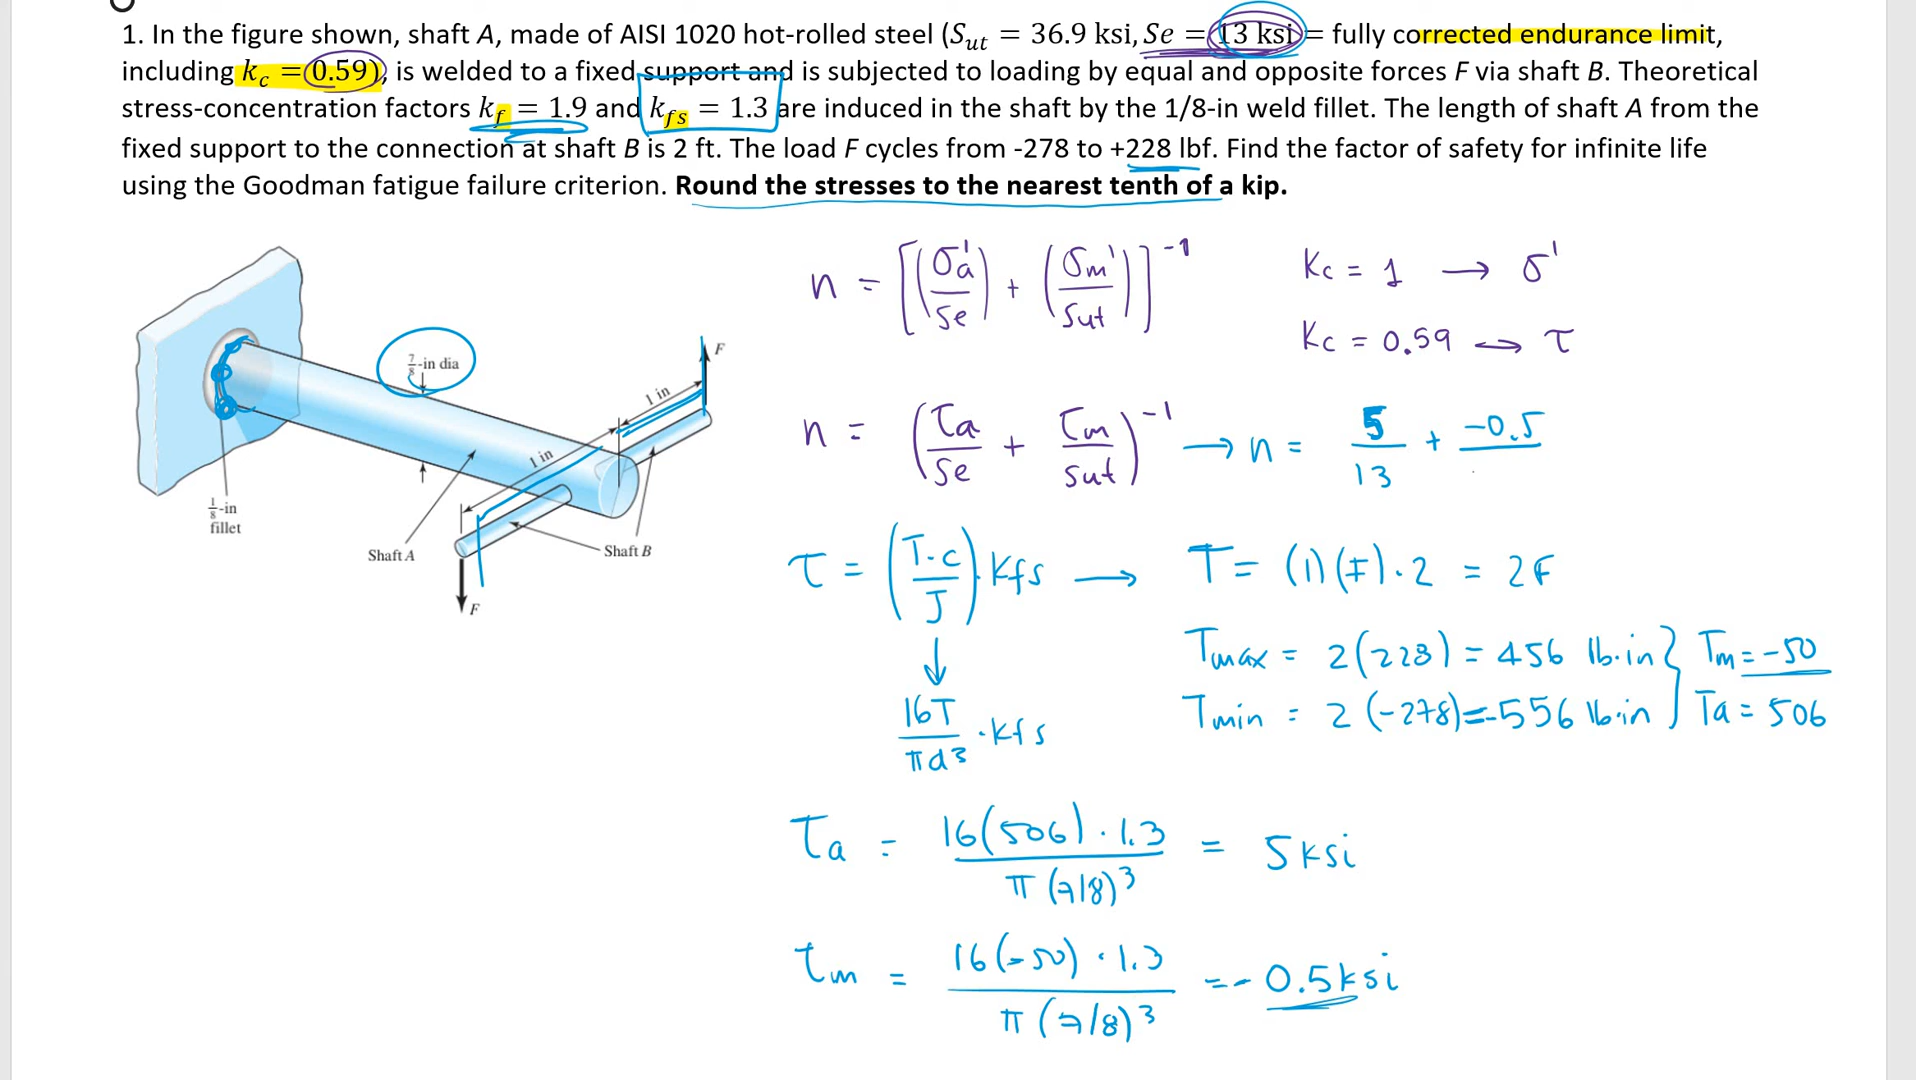 1. In the figure shown, shaft A, made of AISI 1020 hot-rolled steel (Sut = 36.9 ksi, Se = 13 ksi = fully corrected endurance limit,
including kc = 0.59), is welded to a fixed support and is subjected to loading by equal and opposite forces F via shaft B. Theoretical
stress-concentration factors kf = 1.9 and kfs = 1.3 are induced in the shaft by the 1/8-in weld fillet. The length of shaft A from the
fixed support to the connection at shaft B is 2 ft. The load F cycles from -278 to +228 lbf. Find the factor of safety for infinite life
using the Goodman fatigue failure criterion. Round the stresses to the nearest tenth of a kip.
n = [(σa'/Se) + (σm'/Sut)]^-1
Kc = 1 → σ'
Kc = 0.59 ↔ τ
7/8-in dia
F
1 in
1 in
1/8-in
fillet
Shaft A
Shaft B
F
n = (τa/Se + τm/Sut)^-1 → n = 5/13 + -0.5/
τ = (T·c/J)·Kfs → T = (1)(F)·2 = 2F
↓
16T/πd³ ·Kfs
Tmax = 2(228) = 456 lb·in } Tm = -50
Tmin = 2(-278) = -556 lb·in } Ta = 506
τa = 16(506)·1.3/π(7/8)³ = 5 ksi
τm = 16(-50)·1.3/π(7/8)³ = -0.5 ksi